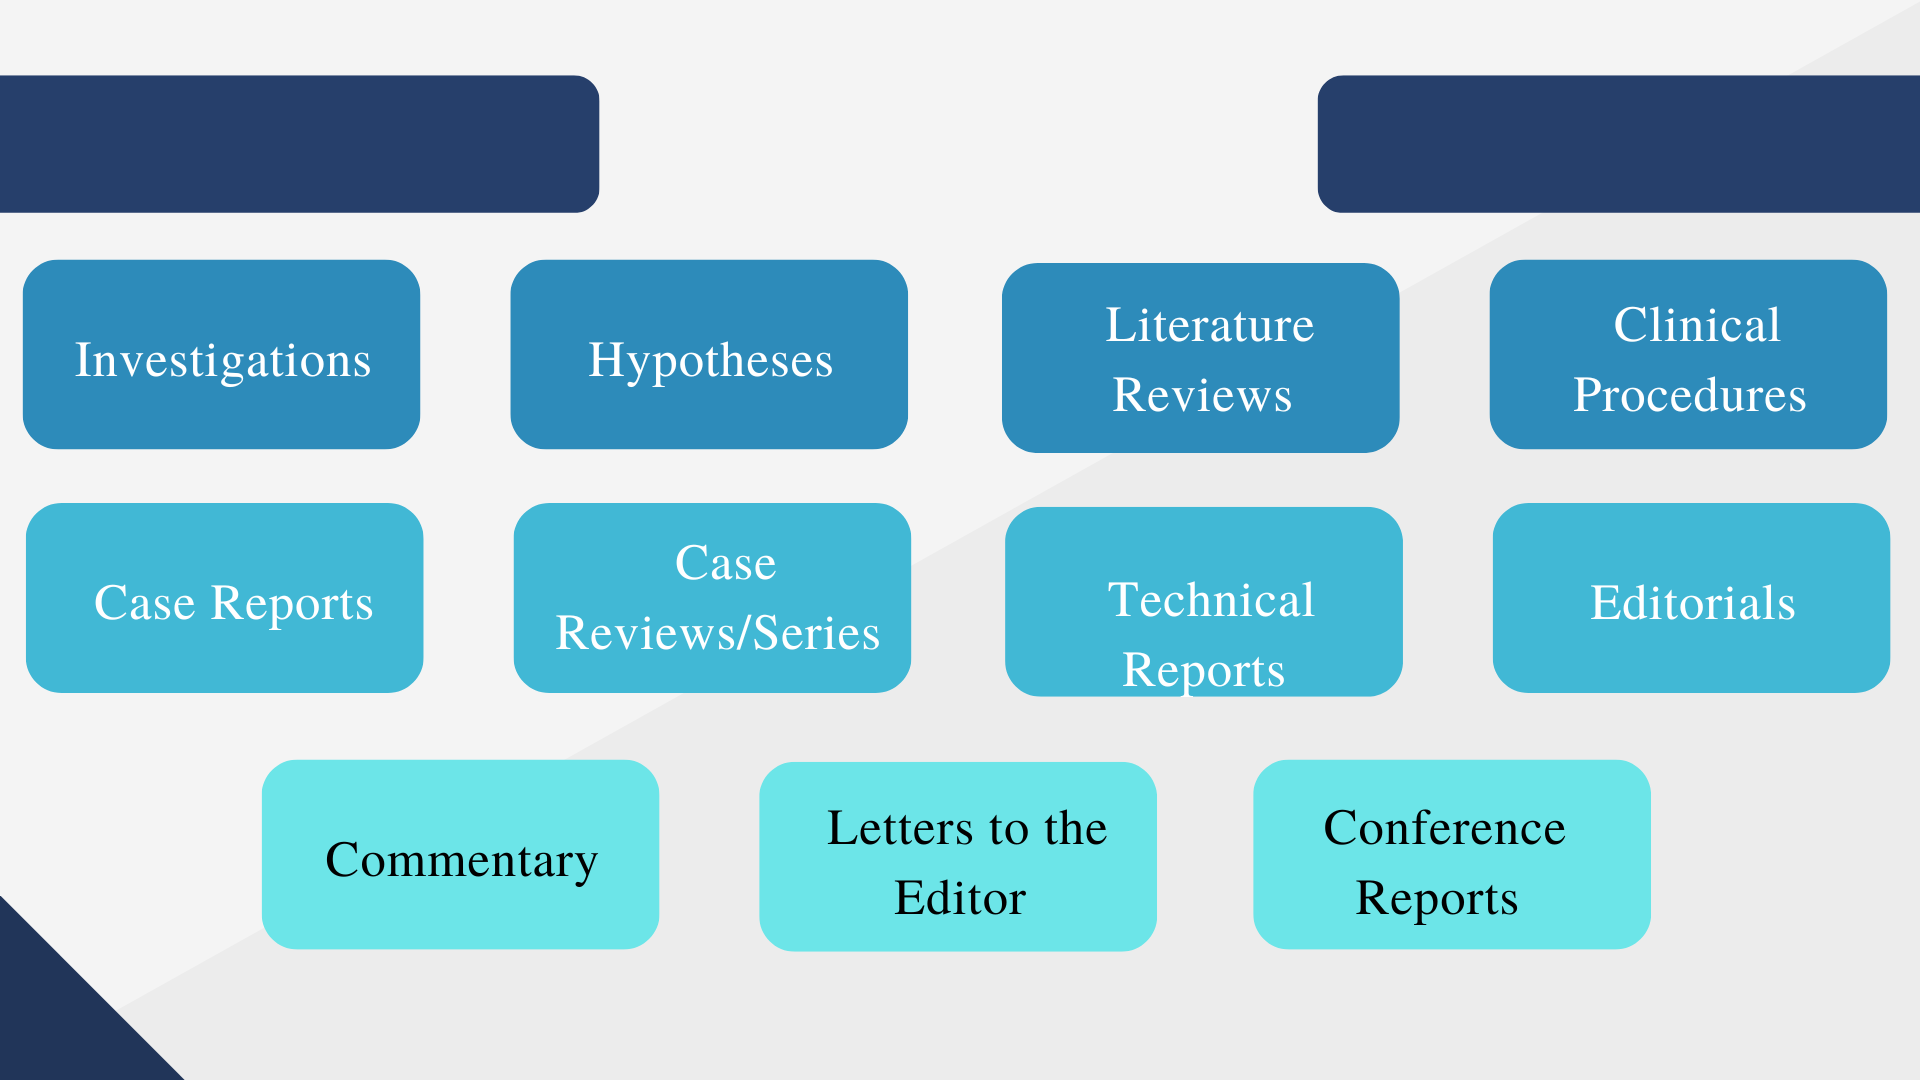 Investigations
Hypotheses
Literature
Reviews
Clinical
Procedures
Case Reports
Case
Reviews/Series
Technical
Reports
Editorials
Commentary
Letters to the
Editor
Conference
Reports